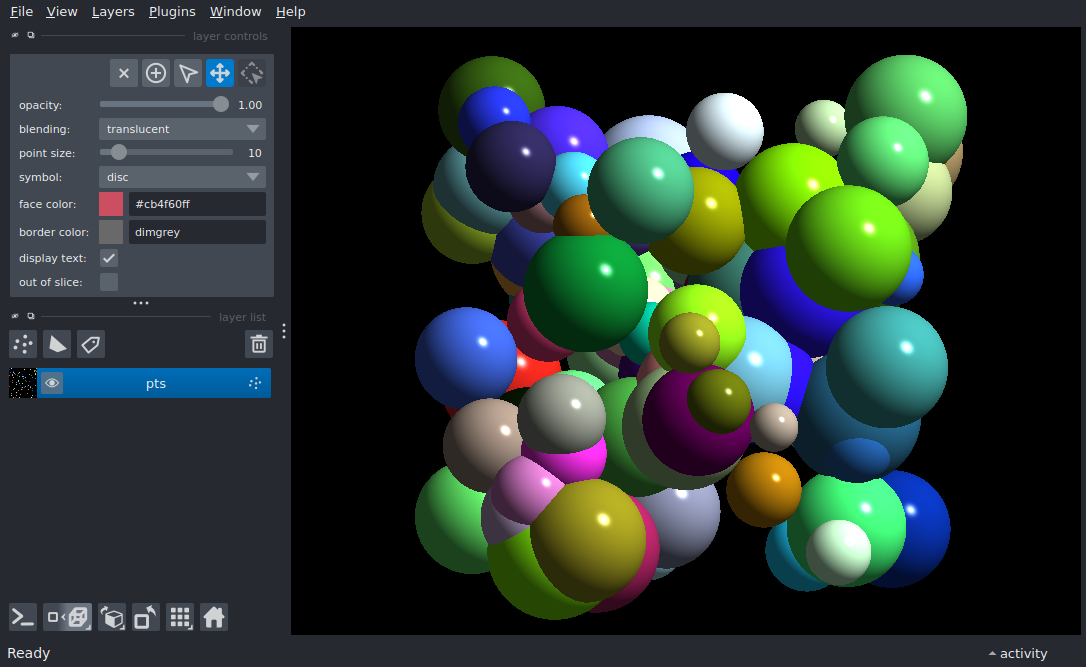 File View Layers Plugins Window Help
layer controls
opacity: 1.00
blending: translucent
point size: 10
symbol: disc
face color: #cb4f60ff
border color: dimgrey
display text:
out of slice:
layer list
pts
Ready
activity